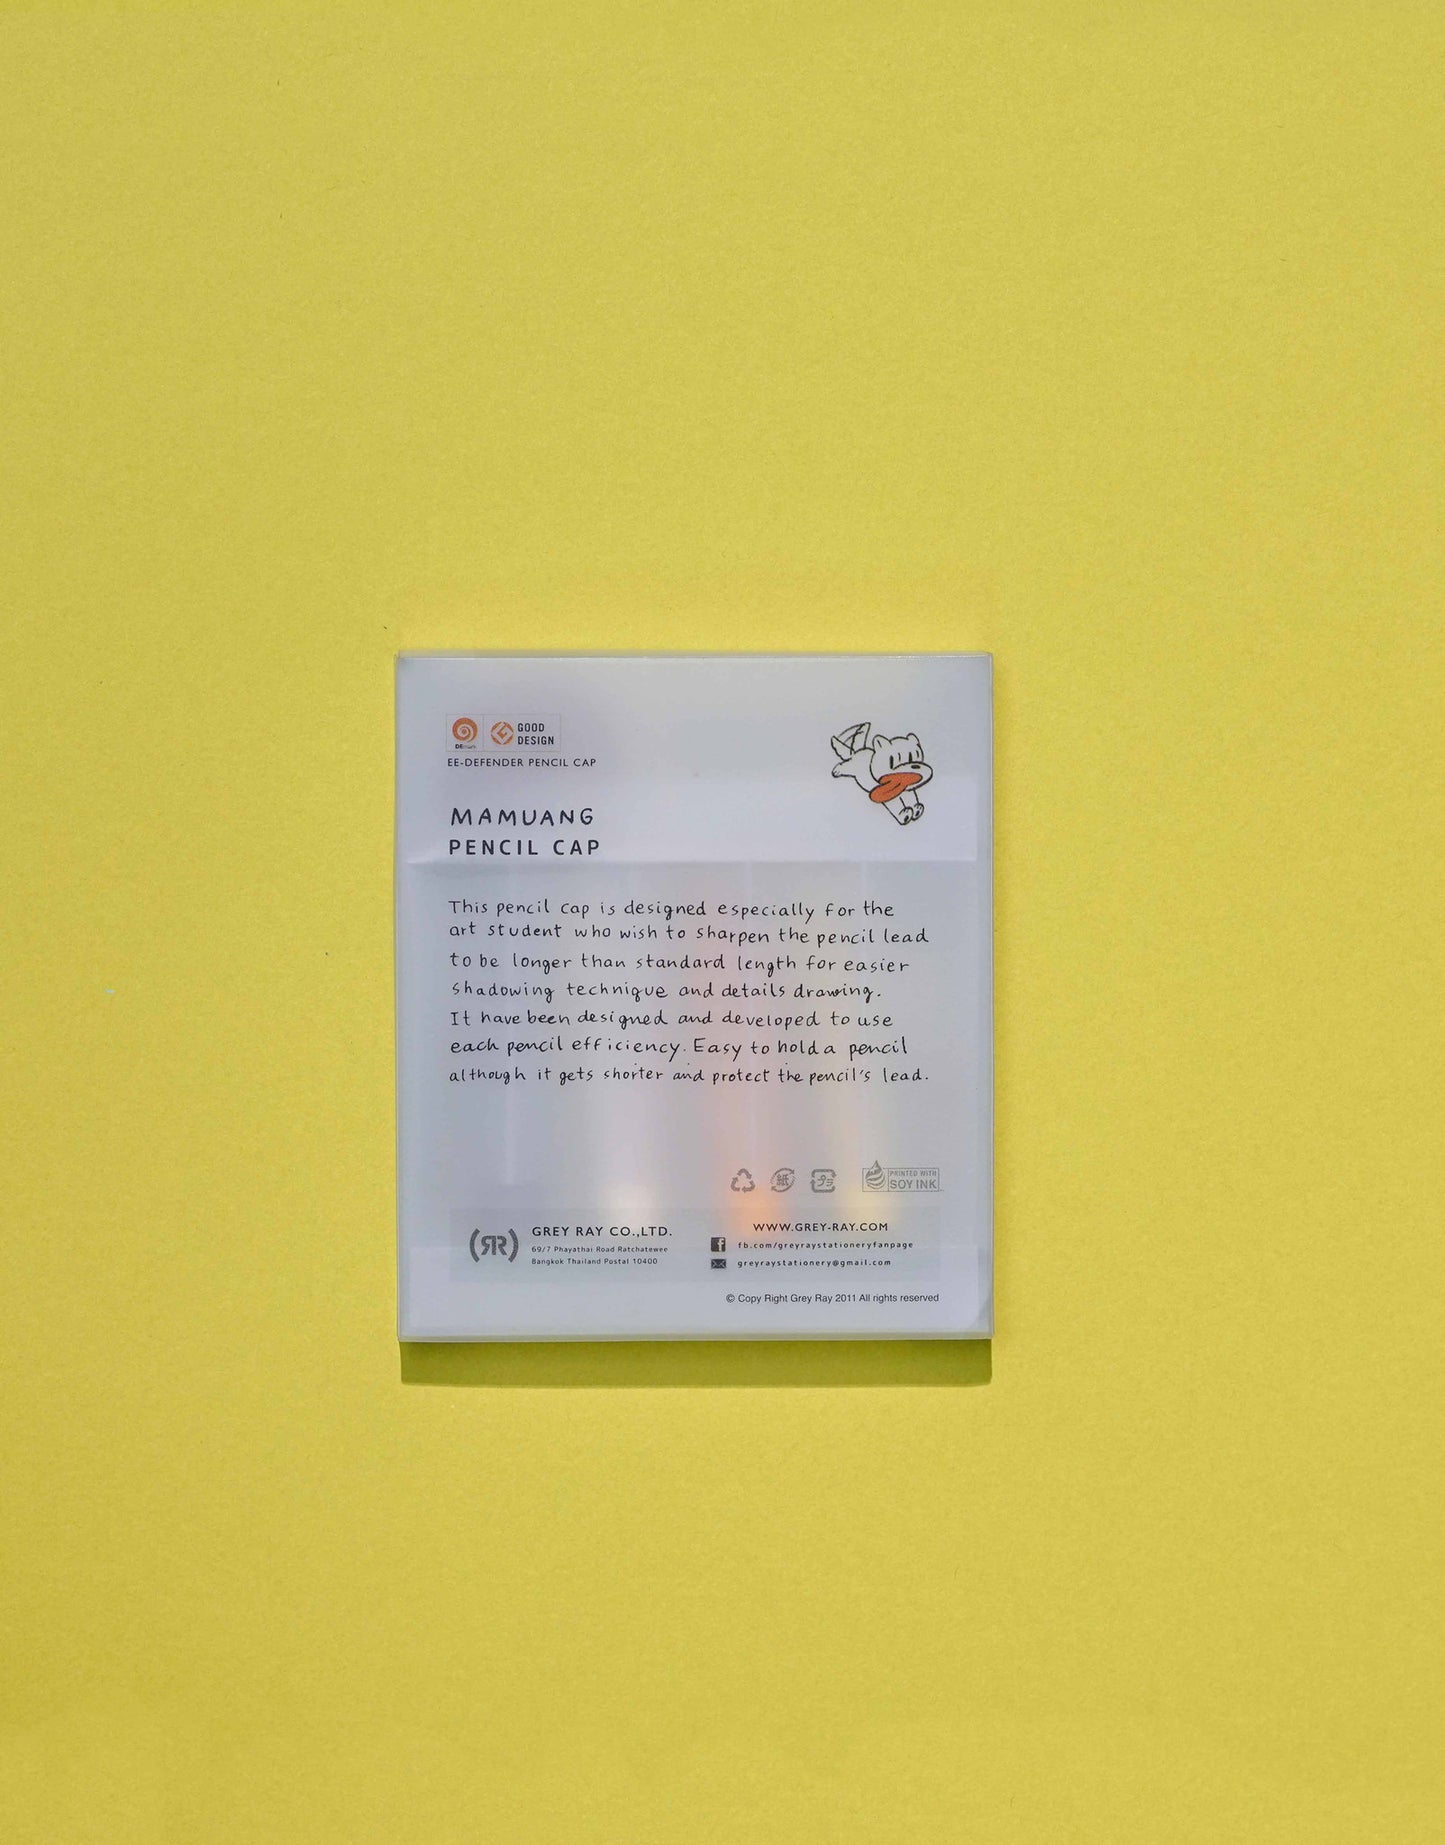 DEmark
GOOD
DESIGN
EE-DEFENDER PENCIL CAP
MAMUANG
PENCIL CAP
This pencil cap is designed especially for the
art student who wish to sharpen the pencil lead
to be longer than standard length for easier
shadowing technique and details drawing.
It have been designed and developed to use
each pencil efficiency. Easy to hold a pencil
although it gets shorter and protect the pencil's lead.
紙
プラ
PRINTED WITH
SOY INK
GREY RAY CO.,LTD.
69/7 Phayathai Road Ratchatewee
Bangkok Thailand Postal 10400
WWW.GREY-RAY.COM
fb.com/greyraystationeryfanpage
greyraystationery@gmail.com
© Copy Right Grey Ray 2011 All rights reserved